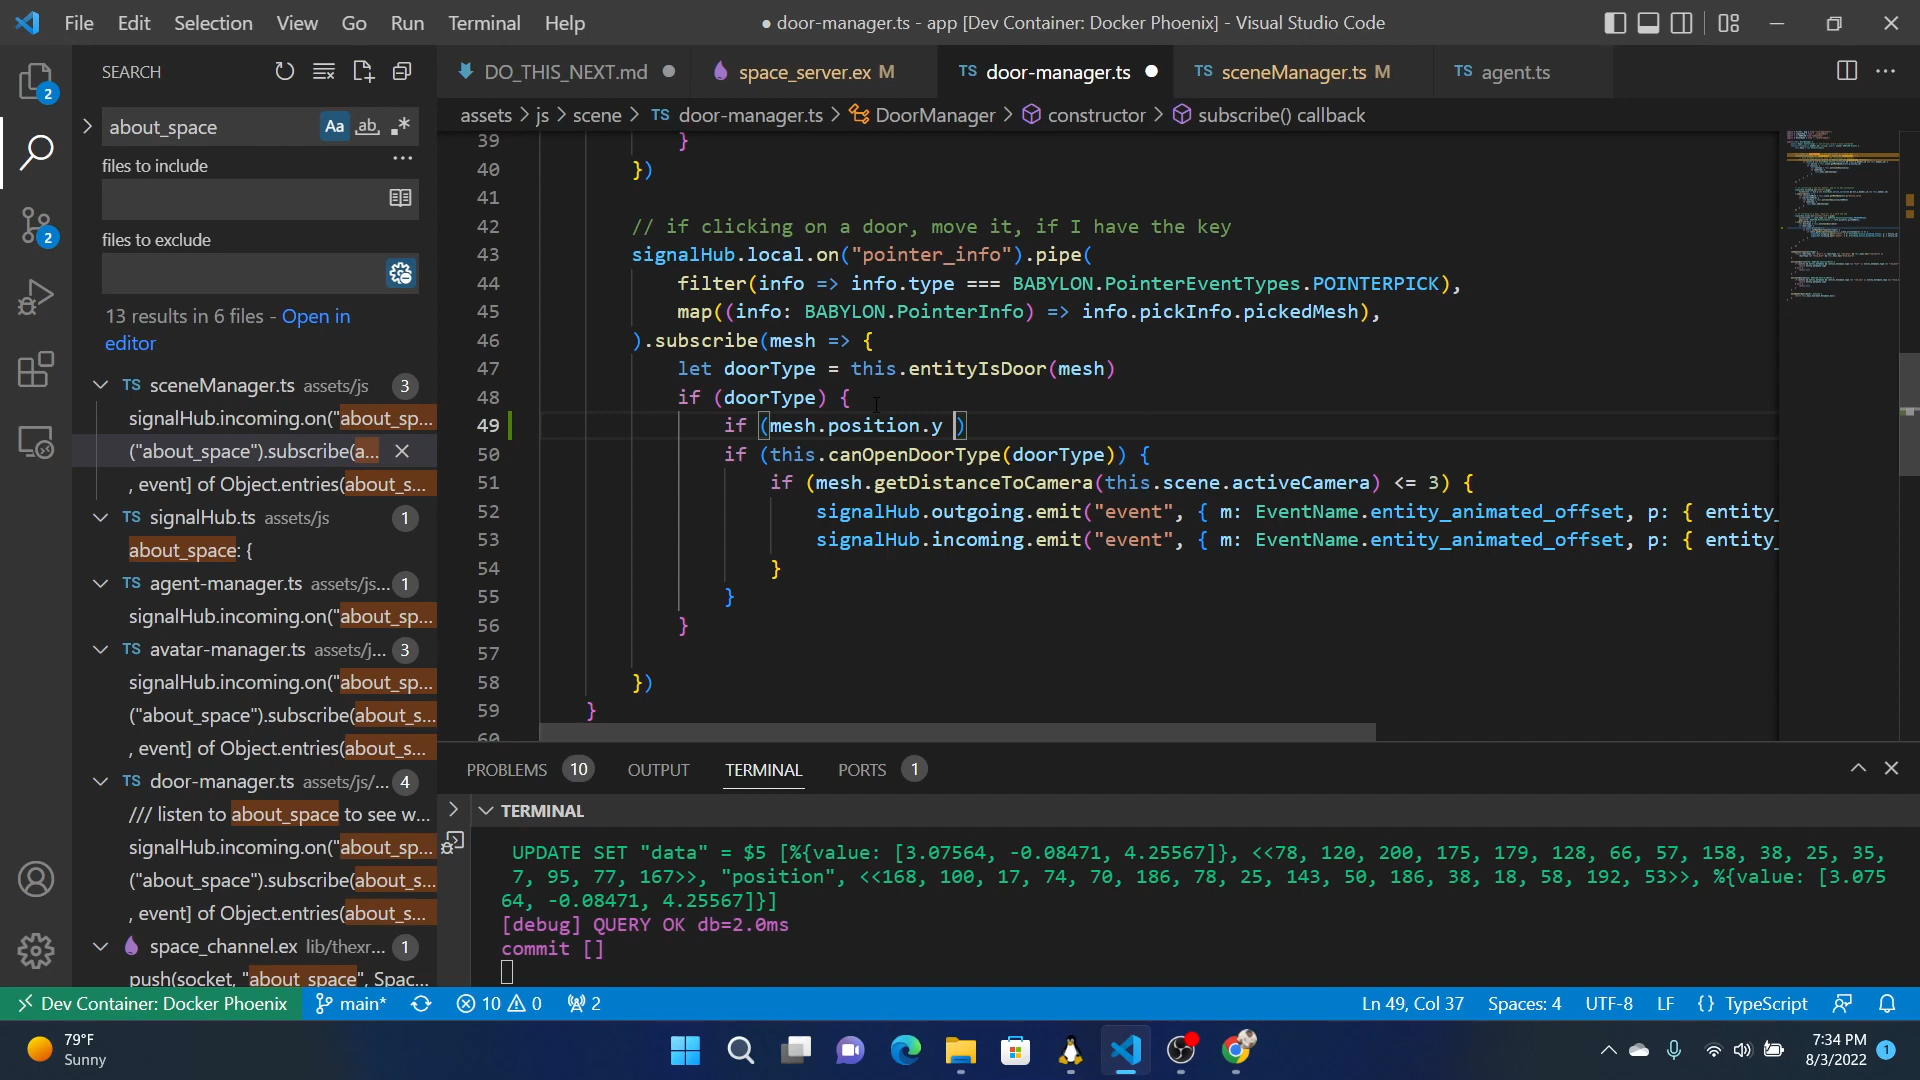 File Edit Selection View Go Run Terminal Help
● door-manager.ts - app [Dev Container: Docker Phoenix] - Visual Studio Code
SEARCH
about_space
Aa ab .*
files to include
files to exclude
13 results in 6 files - Open in
editor
TS sceneManager.ts assets/js 3
signalHub.incoming.on("about_sp...
("about_space").subscribe(a...
, event] of Object.entries(about_s...
TS signalHub.ts assets/js 1
about_space: {
TS agent-manager.ts assets/js... 1
signalHub.incoming.on("about_sp...
TS avatar-manager.ts assets/j... 3
signalHub.incoming.on("about_sp...
("about_space").subscribe(about_s...
, event] of Object.entries(about_s...
TS door-manager.ts assets/js/... 4
/// listen to about_space to see w...
signalHub.incoming.on("about_sp...
("about_space").subscribe(about_s...
, event] of Object.entries(about_s...
space_channel.ex lib/thexr... 1
push(socket, "about_space", Spac...
2
2
DO_THIS_NEXT.md ● space_server.ex M TS door-manager.ts ● TS sceneManager.ts M TS agent.ts
assets > js > scene > TS door-manager.ts > DoorManager > constructor > subscribe() callback
39 }
40 })
41
42 // if clicking on a door, move it, if I have the key
43 signalHub.local.on("pointer_info").pipe(
44 filter(info => info.type === BABYLON.PointerEventTypes.POINTERPICK),
45 map((info: BABYLON.PointerInfo) => info.pickInfo.pickedMesh),
46 ).subscribe(mesh => {
47 let doorType = this.entityIsDoor(mesh)
48 if (doorType) {
49 if (mesh.position.y )
50 if (this.canOpenDoorType(doorType)) {
51 if (mesh.getDistanceToCamera(this.scene.activeCamera) <= 3) {
52 signalHub.outgoing.emit("event", { m: EventName.entity_animated_offset, p: { entity_
53 signalHub.incoming.emit("event", { m: EventName.entity_animated_offset, p: { entity_
54 }
55 }
56 }
57
58 })
59 }
60
PROBLEMS 10 OUTPUT TERMINAL PORTS 1
TERMINAL
UPDATE SET "data" = $5 [%{value: [3.07564, -0.08471, 4.25567]}, <<78, 120, 200, 175, 179, 128, 66, 57, 158, 38, 25, 35,
7, 95, 77, 167>>, "position", <<168, 100, 17, 74, 70, 186, 78, 25, 143, 50, 186, 38, 18, 58, 192, 53>>, %{value: [3.075
64, -0.08471, 4.25567]}]
[debug] QUERY OK db=2.0ms
commit []
Dev Container: Docker Phoenix main* 10 0 2 Ln 49, Col 37 Spaces: 4 UTF-8 LF { } TypeScript
79°F
Sunny
7:34 PM
8/3/2022
1